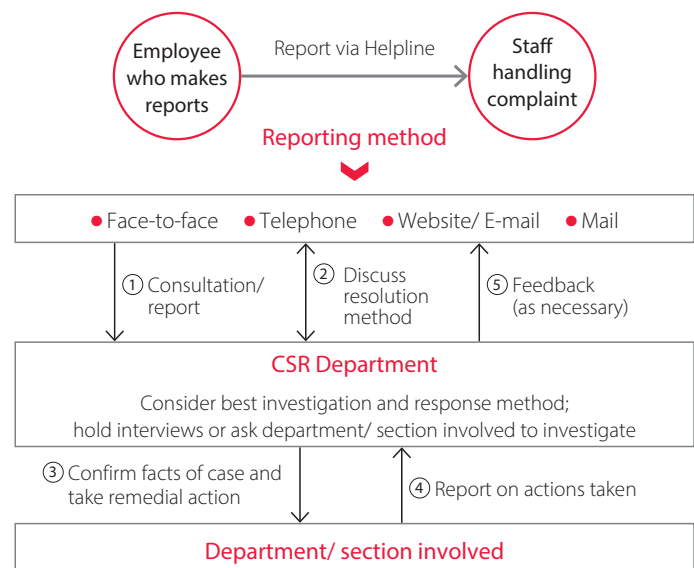 Employee
who makes
reports
Report via Helpline
Staff
handling
complaint
Reporting method
● Face-to-face ● Telephone ● Website/ E-mail ● Mail
① Consultation/
report
② Discuss
resolution
method
⑤ Feedback
(as necessary)
CSR Department
Consider best investigation and response method;
hold interviews or ask department/ section involved to investigate
③ Confirm facts of case and
take remedial action
④ Report on actions taken
Department/ section involved